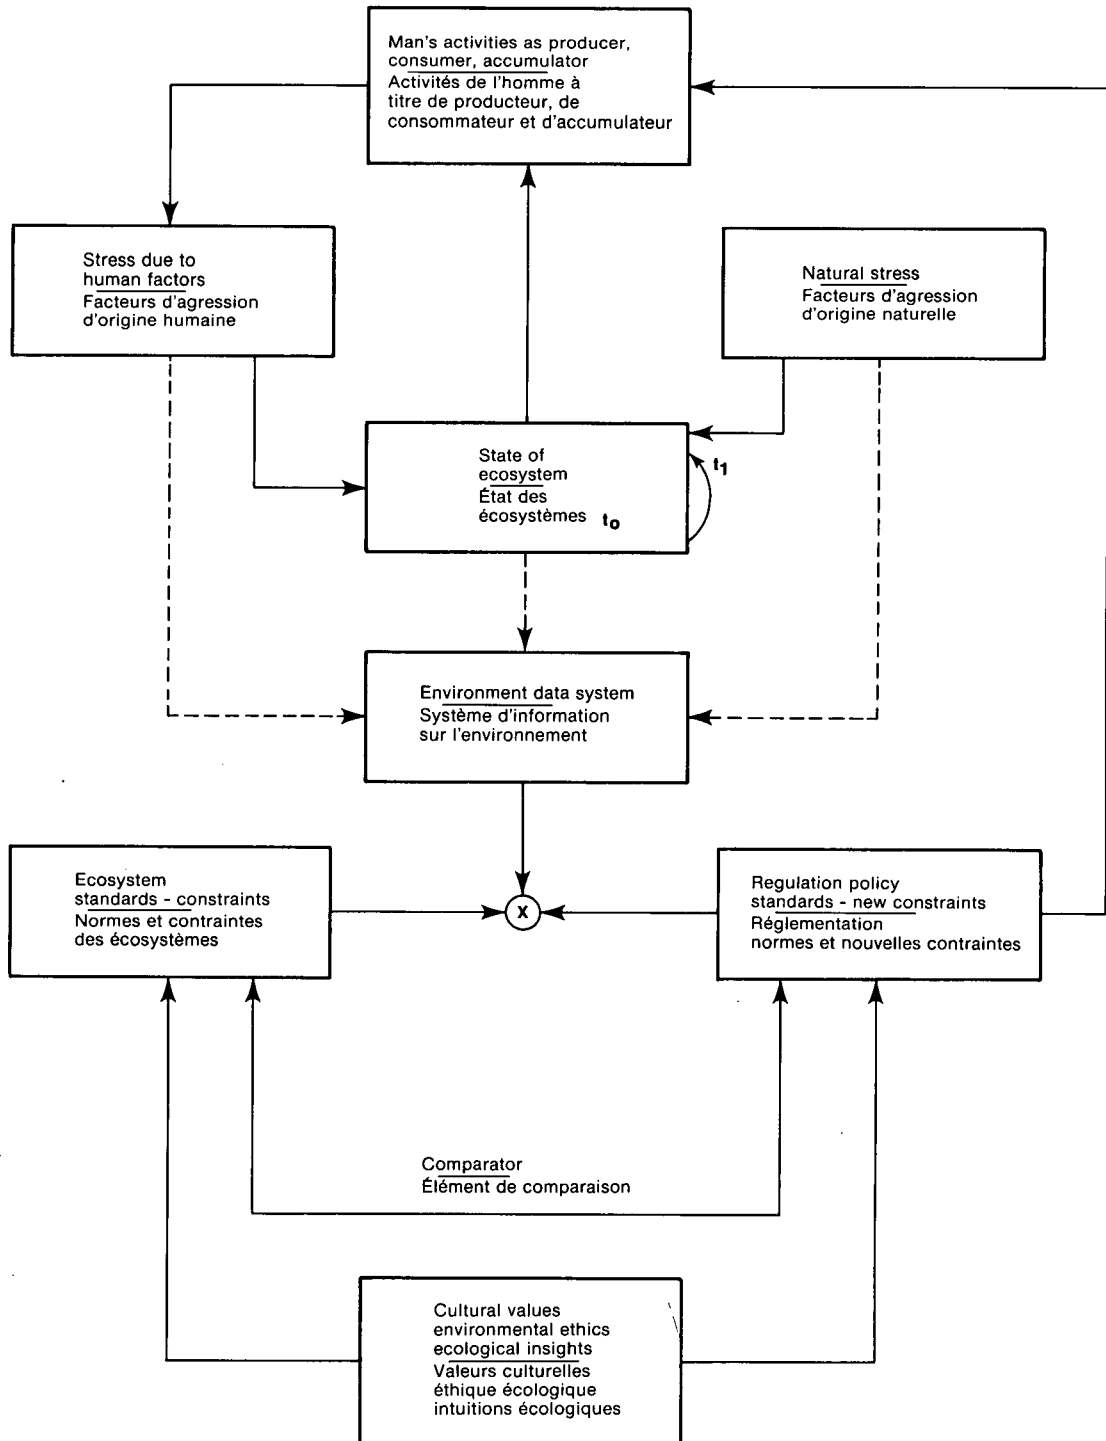 Man's activities as producer,
consumer, accumulator
Activités de l'homme à
titre de producteur, de
consommateur et d'accumulateur
Stress due to
human factors
Facteurs d'agression
d'origine humaine
Natural stress
Facteurs d'agression
d'origine naturelle
State of
ecosystem
État des
écosystèmes
to
t1
Environment data system
Système d'information
sur l'environnement
Ecosystem
standards - constraints
Normes et contraintes
des écosystèmes
X
Regulation policy
standards - new constraints
Réglementation
normes et nouvelles contraintes
Comparator
Élément de comparaison
Cultural values
environmental ethics
ecological insights
Valeurs culturelles
éthique écologique
intuitions écologiques